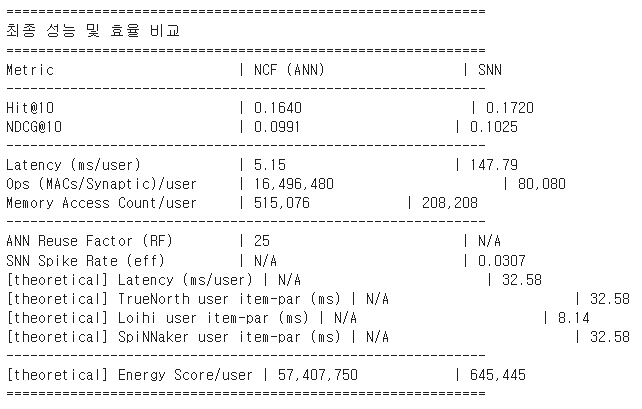 ============================================================
최종 성능 및 효율 비교
============================================================
Metric | NCF (ANN) | SNN
------------------------------------------------------------
Hit@10 | 0.1640 | 0.1720
NDCG@10 | 0.0991 | 0.1025
------------------------------------------------------------
Latency (ms/user) | 5.15 | 147.79
Ops (MACs/Synaptic)/user | 16,496,480 | 80,080
Memory Access Count/user | 515,076 | 208,208
------------------------------------------------------------
ANN Reuse Factor (RF) | 25 | N/A
SNN Spike Rate (eff) | N/A | 0.0307
[theoretical] Latency (ms/user) | N/A | 32.58
[theoretical] TrueNorth user item-par (ms) | N/A | 32.58
[theoretical] Loihi user item-par (ms) | N/A | 8.14
[theoretical] SpiNNaker user item-par (ms) | N/A | 32.58
------------------------------------------------------------
[theoretical] Energy Score/user | 57,407,750 | 645,445
============================================================